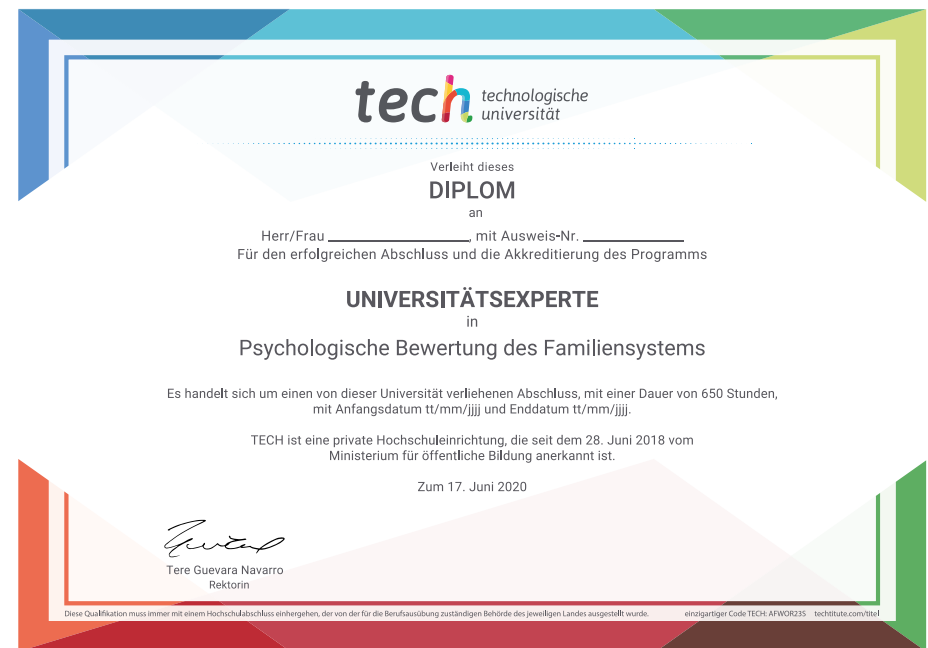 tech technologische
universität
Verleiht dieses
DIPLOM
an
Herr/Frau ____________________, mit Ausweis-Nr. ______________
Für den erfolgreichen Abschluss und die Akkreditierung des Programms
UNIVERSITÄTSEXPERTE
in
Psychologische Bewertung des Familiensystems
Es handelt sich um einen von dieser Universität verliehenen Abschluss, mit einer Dauer von 650 Stunden,
mit Anfangsdatum tt/mm/jjjj und Enddatum tt/mm/jjjj.
TECH ist eine private Hochschuleinrichtung, die seit dem 28. Juni 2018 vom
Ministerium für öffentliche Bildung anerkannt ist.
Zum 17. Juni 2020
Tere Guevara Navarro
Rektorin
Diese Qualifikation muss immer mit einem Hochschulabschluss einhergehen, der von der für die Berufsausübung zuständigen Behörde des jeweiligen Landes ausgestellt wurde. einzigartiger Code TECH: AFWOR23S techtitute.com/titel